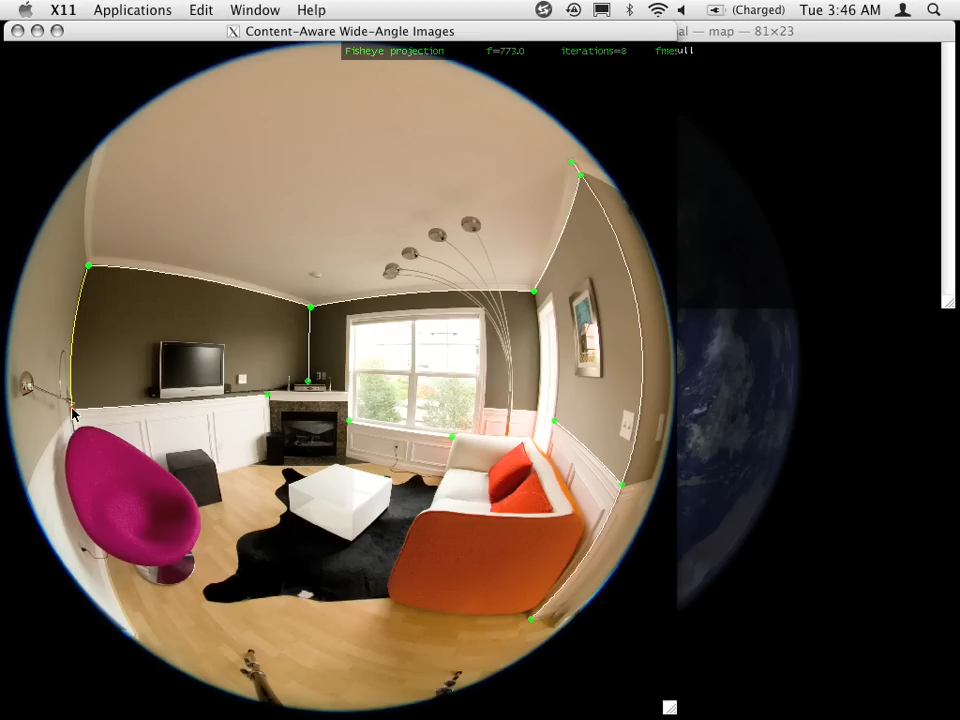 X11 Applications Edit Window Help (Charged) Tue 3:46 AM
Content-Aware Wide-Angle Images
al — map — 81×23
Fisheye projection f=773.0 iterations=8